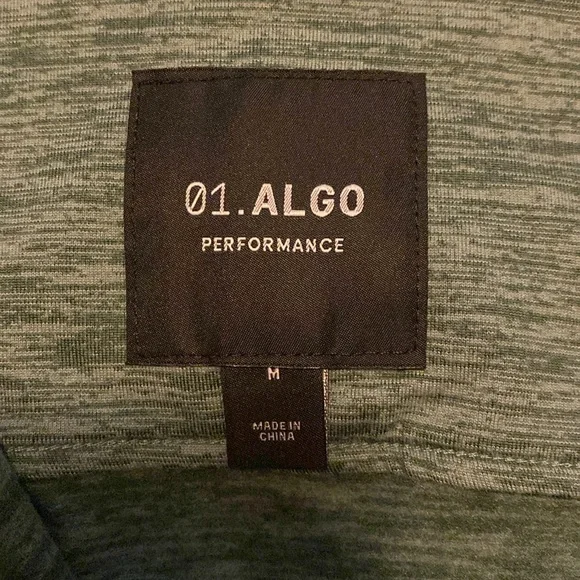 01.ALGO
PERFORMANCE
M
MADE IN
CHINA